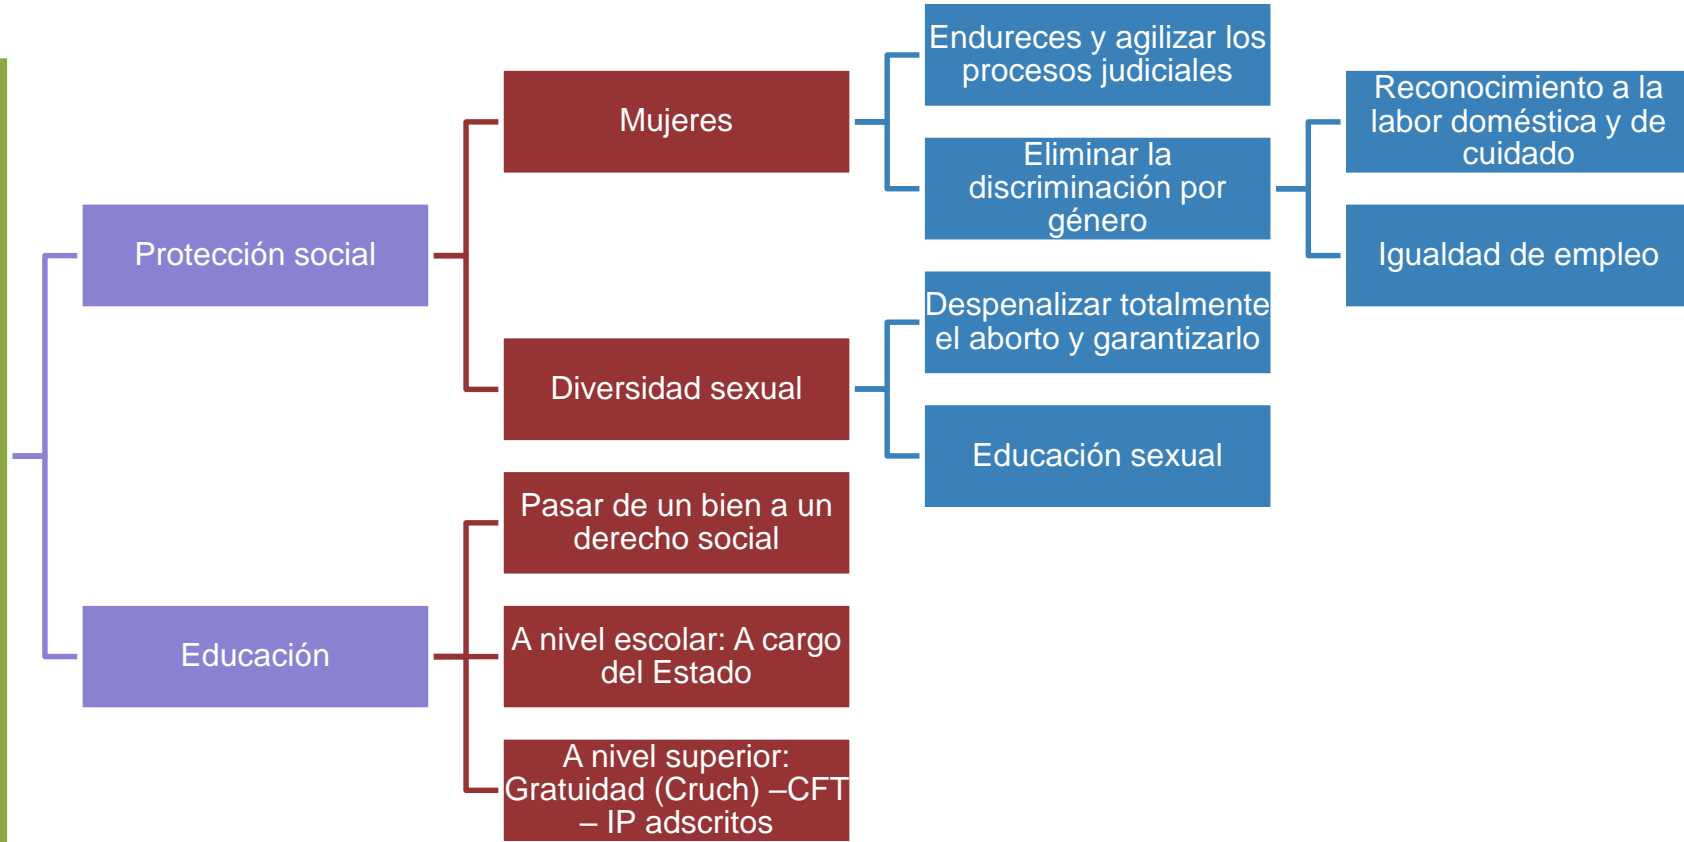 Protección social
Mujeres
Endureces y agilizar los
procesos judiciales
Eliminar la
discriminación por
género
Reconocimiento a la
labor doméstica y de
cuidado
Igualdad de empleo
Diversidad sexual
Despenalizar totalmente
el aborto y garantizarlo
Educación sexual
Educación
Pasar de un bien a un
derecho social
A nivel escolar: A cargo
del Estado
A nivel superior:
Gratuidad (Cruch) –CFT
– IP adscritos